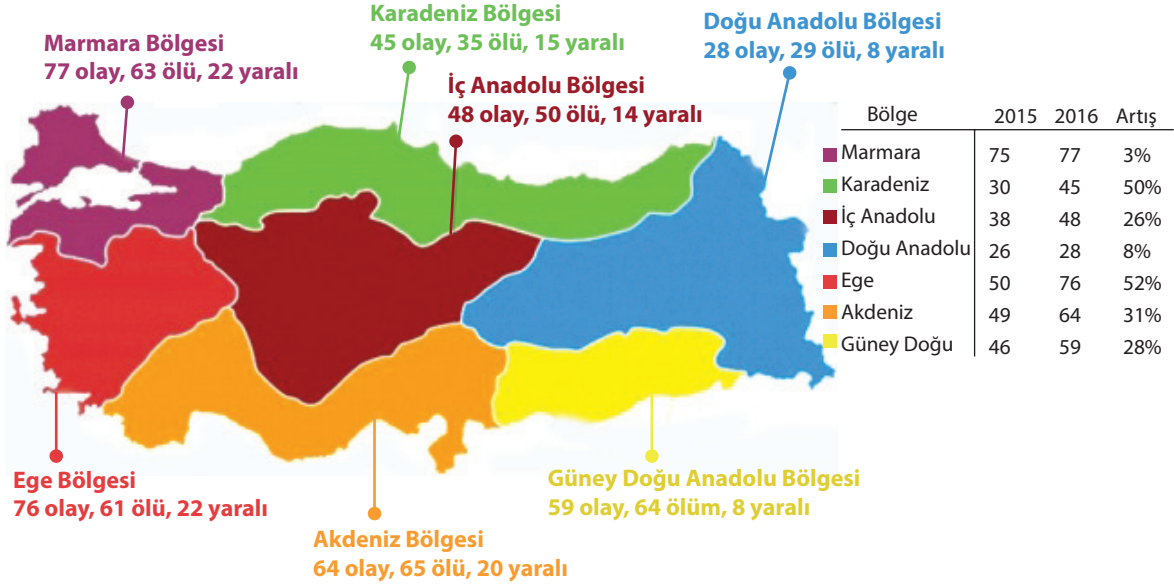 Karadeniz Bölgesi
45 olay, 35 ölü, 15 yaralı
Doğu Anadolu Bölgesi
28 olay, 29 ölü, 8 yaralı
Marmara Bölgesi
77 olay, 63 ölü, 22 yaralı
İç Anadolu Bölgesi
48 olay, 50 ölü, 14 yaralı
Bölge 2015 2016 Artış
Marmara 75 77 3%
Karadeniz 30 45 50%
İç Anadolu 38 48 26%
Doğu Anadolu 26 28 8%
Ege 50 76 52%
Akdeniz 49 64 31%
Güney Doğu 46 59 28%
Ege Bölgesi
76 olay, 61 ölü, 22 yaralı
Güney Doğu Anadolu Bölgesi
59 olay, 64 ölüm, 8 yaralı
Akdeniz Bölgesi
64 olay, 65 ölü, 20 yaralı